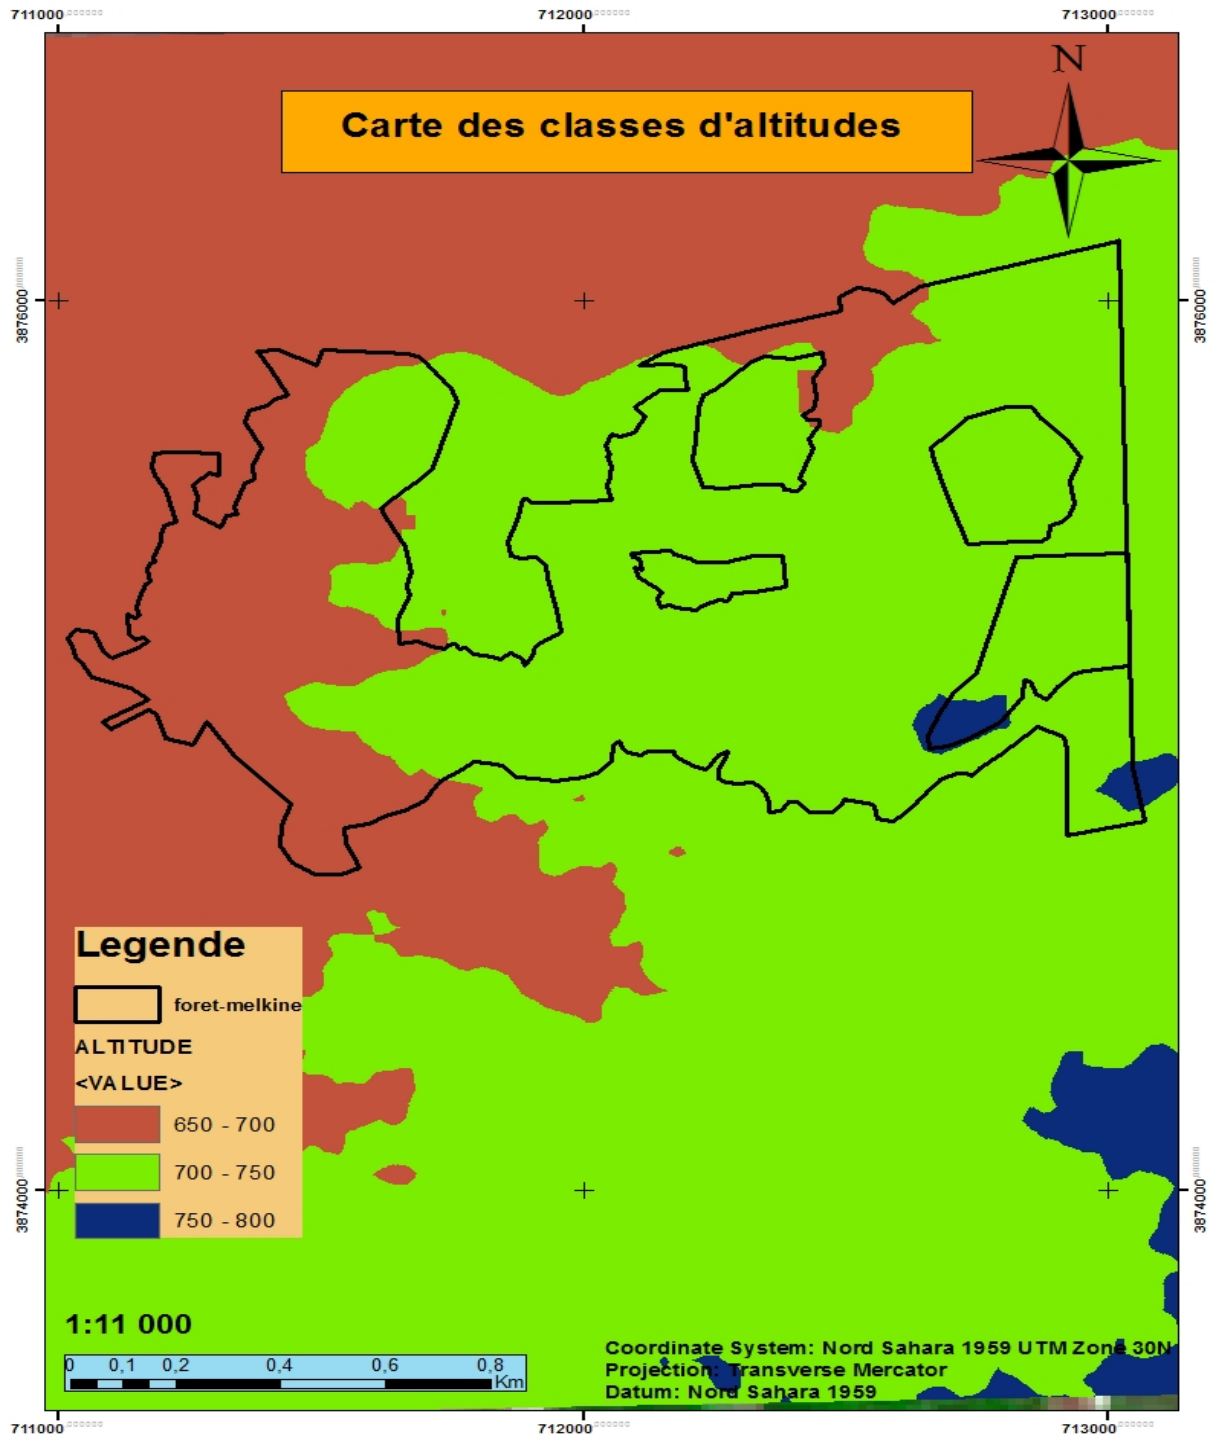 711000 712000 713000
N
Carte des classes d'altitudes
3876000 3876000
Legende
foret-melkine
ALTITUDE
<VALUE>
650 - 700
700 - 750
750 - 800
3874000 3874000
1:11 000
0 0,1 0,2 0,4 0,6 0,8
Km
Coordinate System: Nord Sahara 1959 UTM Zone 30N
Projection: Transverse Mercator
Datum: Nord Sahara 1959
711000 712000 713000